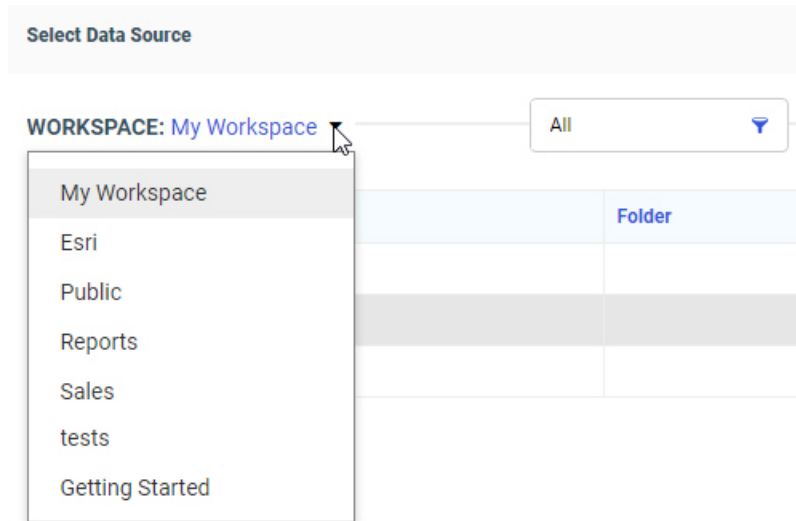 Select Data Source
WORKSPACE: My Workspace
All
My Workspace
Folder
Esri
Public
Reports
Sales
tests
Getting Started